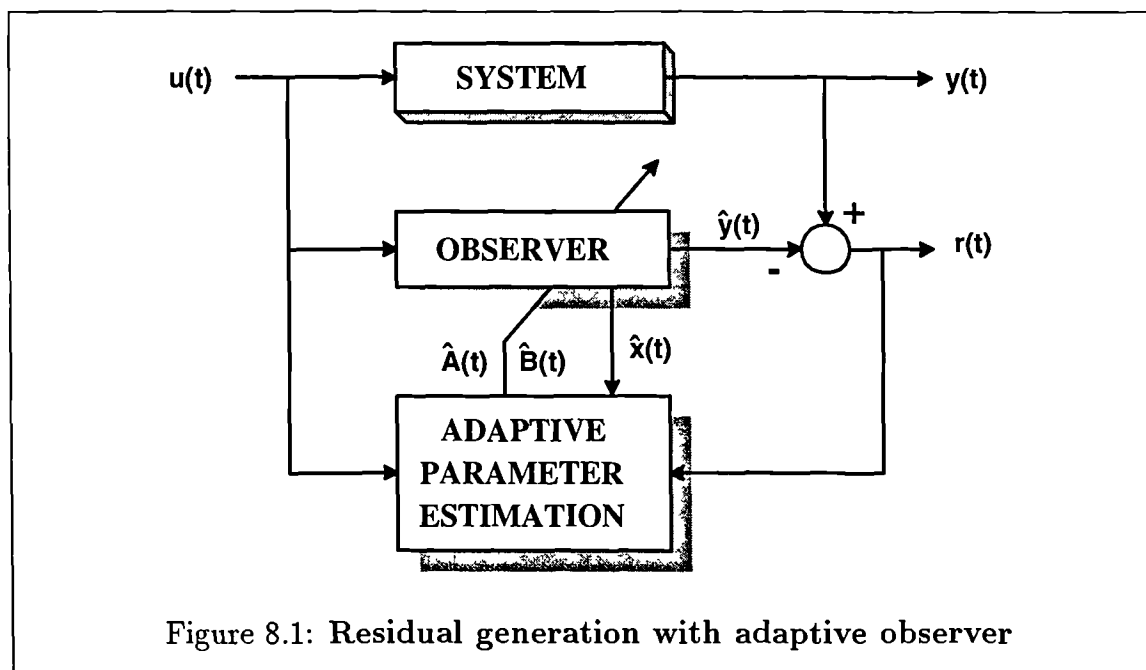 u(t)
SYSTEM
y(t)
OBSERVER
ŷ(t)
+
-
r(t)
Â(t) B̂(t)
x̂(t)
ADAPTIVE
PARAMETER
ESTIMATION
Figure 8.1: Residual generation with adaptive observer